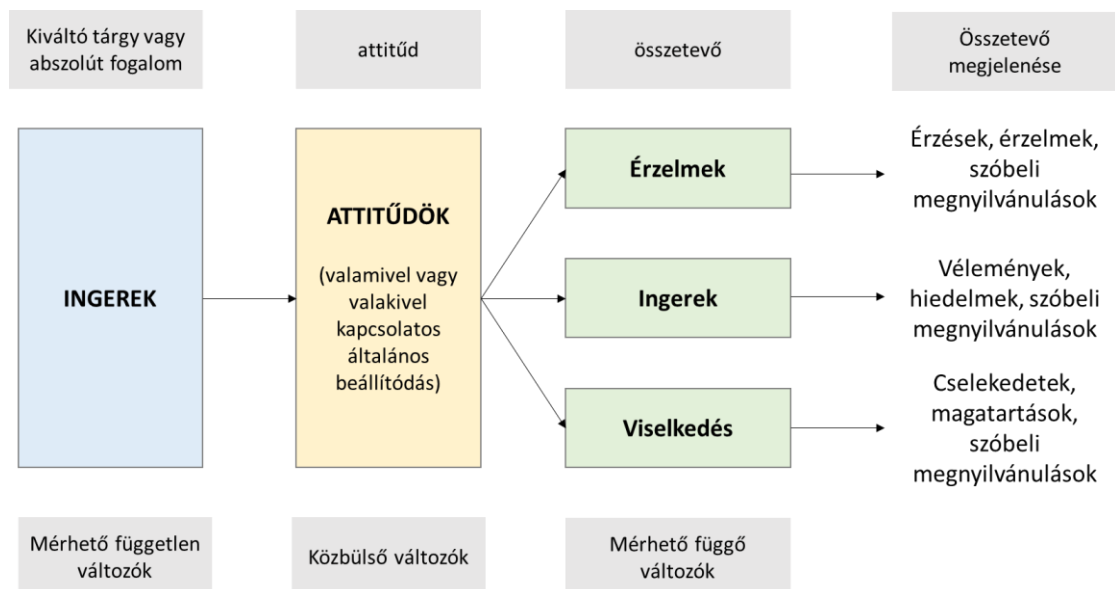 Kiváltó tárgy vagy
abszolút fogalom
attitűd
összetevő
Összetevő
megjelenése
INGEREK
ATTITŰDÖK
(valamivel vagy
valakivel
kapcsolatos
általános
beállítódás)
Érzelmek
Érzések, érzelmek,
szóbeli
megnyilvánulások
Ingerek
Vélemények,
hiedelmek, szóbeli
megnyilvánulások
Viselkedés
Cselekedetek,
magatartások,
szóbeli
megnyilvánulások
Mérhető független
változók
Közbülső változók
Mérhető függő
változók